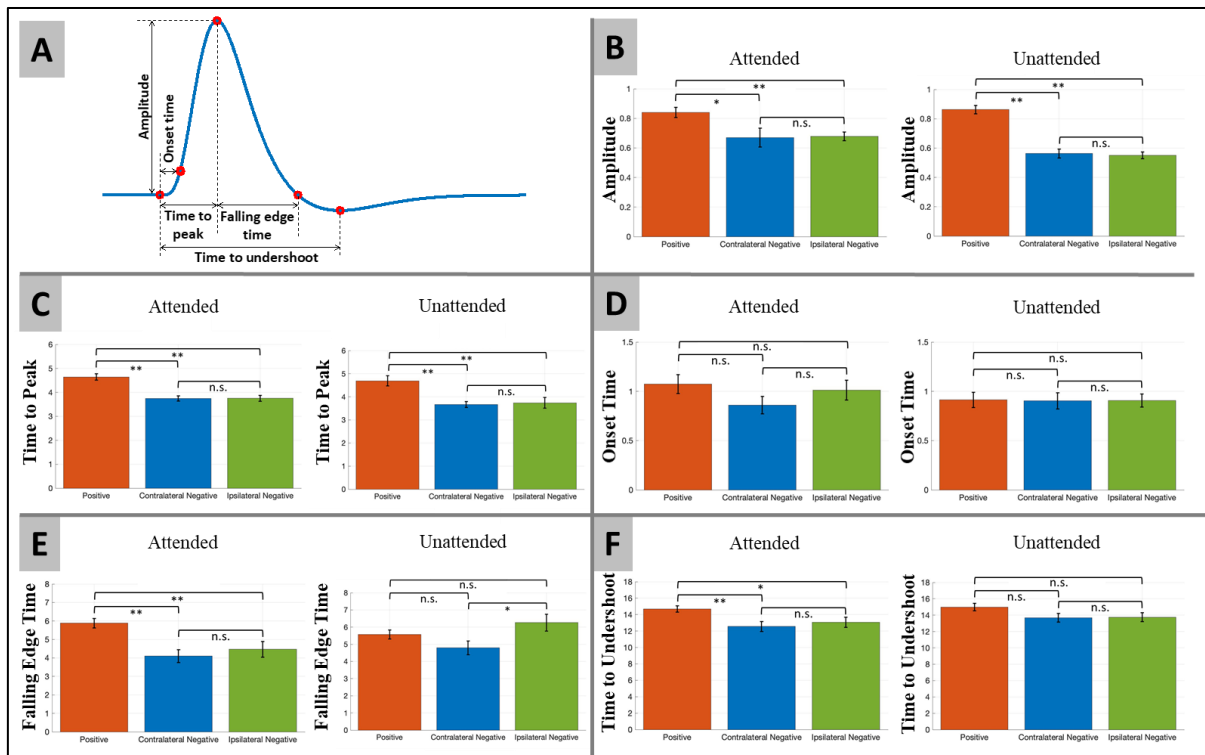 A
Amplitude
Onset time
Time to
peak
Falling edge
time
Time to undershoot
B
Attended
Unattended
Amplitude
1
0.8
0.6
0.4
0.2
0
**
*
n.s.
Positive
Contralateral Negative
Ipsilateral Negative
Amplitude
1
0.8
0.6
0.4
0.2
0
**
**
n.s.
Positive
Contralateral Negative
Ipsilateral Negative
C
Attended
Unattended
Time to Peak
6
5
4
3
2
1
0
**
**
n.s.
Positive
Contralateral Negative
Ipsilateral Negative
Time to Peak
6
5
4
3
2
1
0
**
**
n.s.
Positive
Contralateral Negative
Ipsilateral Negative
D
Attended
Unattended
Onset Time
1.5
1
0.5
0
n.s.
n.s.
n.s.
Positive
Contralateral Negative
Ipsilateral Negative
Onset Time
1.5
1
0.5
0
n.s.
n.s.
n.s.
Positive
Contralateral Negative
Ipsilateral Negative
E
Attended
Unattended
Falling Edge Time
8
7
6
5
4
3
2
1
0
**
**
n.s.
Positive
Contralateral Negative
Ipsilateral Negative
Falling Edge Time
8
6
4
2
0
n.s.
n.s.
*
Positive
Contralateral Negative
Ipsilateral Negative
F
Attended
Unattended
Time to Undershoot
18
16
14
12
10
8
6
4
2
0
*
**
n.s.
Positive
Contralateral Negative
Ipsilateral Negative
Time to Undershoot
18
16
14
12
10
8
6
4
2
0
n.s.
n.s.
n.s.
Positive
Contralateral Negative
Ipsilateral Negative